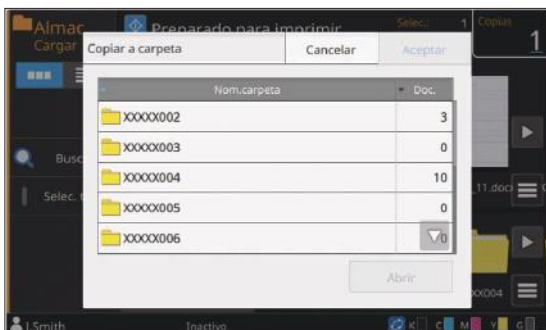 Almac
Preparado para imprimir
Selec.: 1
Copias
Cargar
1
Copiar a carpeta
Cancelar
Aceptar
Nom.carpeta
Doc.
XXXXX002
3
XXXXX003
0
XXXXX004
10
XXXXX005
0
XXXXX006
0
Busc
Selec. t
_11.doc
Abrir
XX004
J.Smith
Inactivo
K
C
M
Y
G